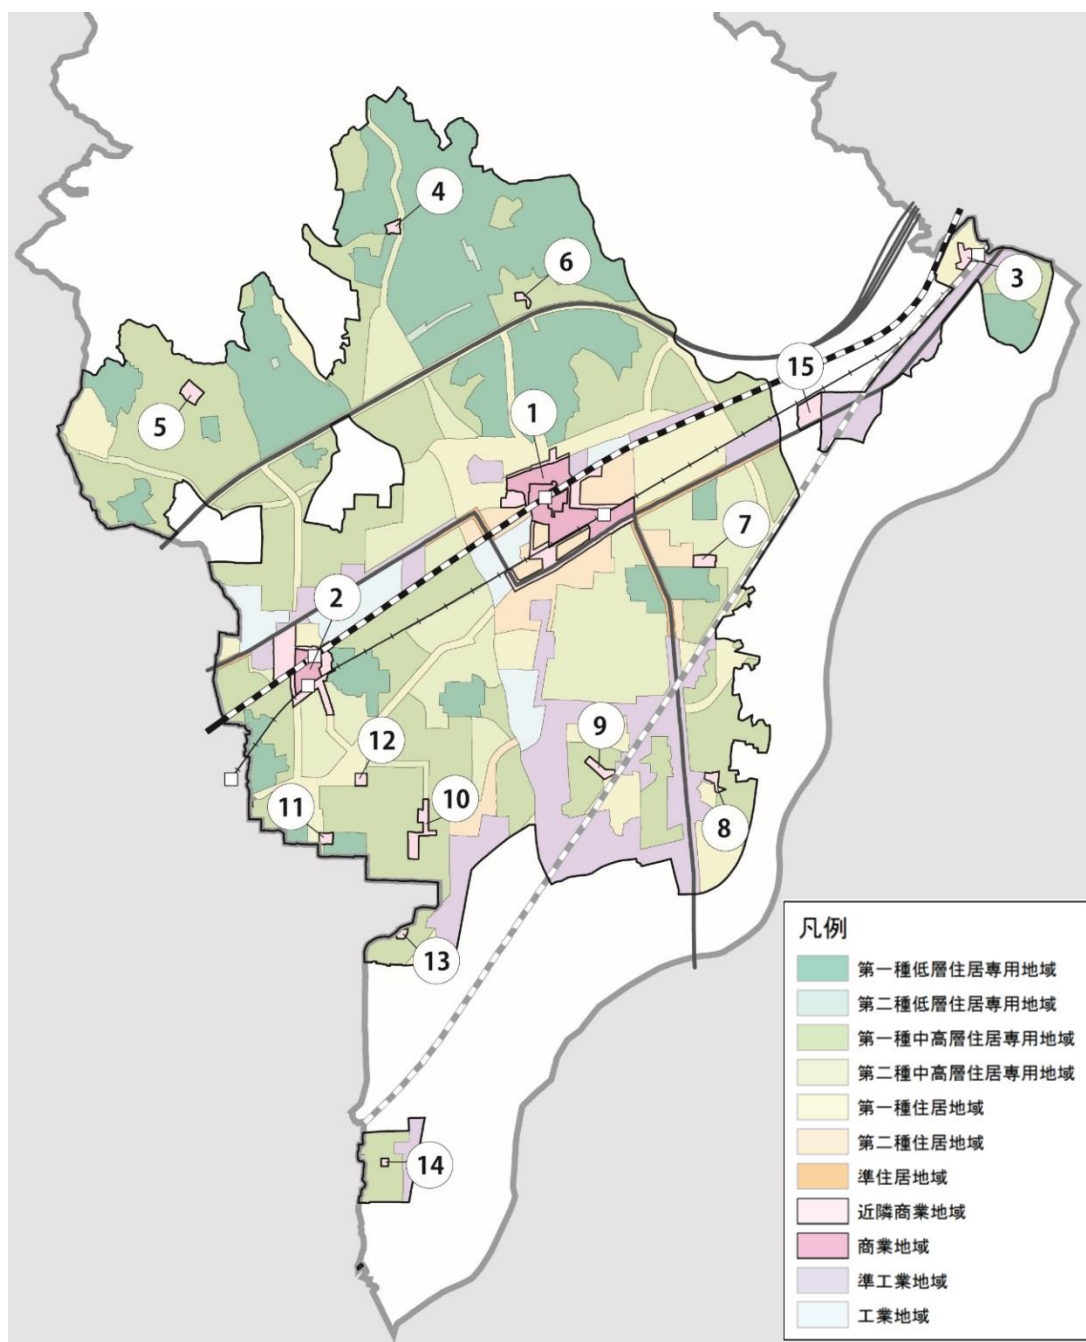 4
6
3
5
15
1
7
2
9
12
10
11
8
13
14
凡例
第一種低層住居専用地域
第二種低層住居専用地域
第一種中高層住居専用地域
第二種中高層住居専用地域
第一種住居地域
第二種住居地域
準住居地域
近隣商業地域
商業地域
準工業地域
工業地域